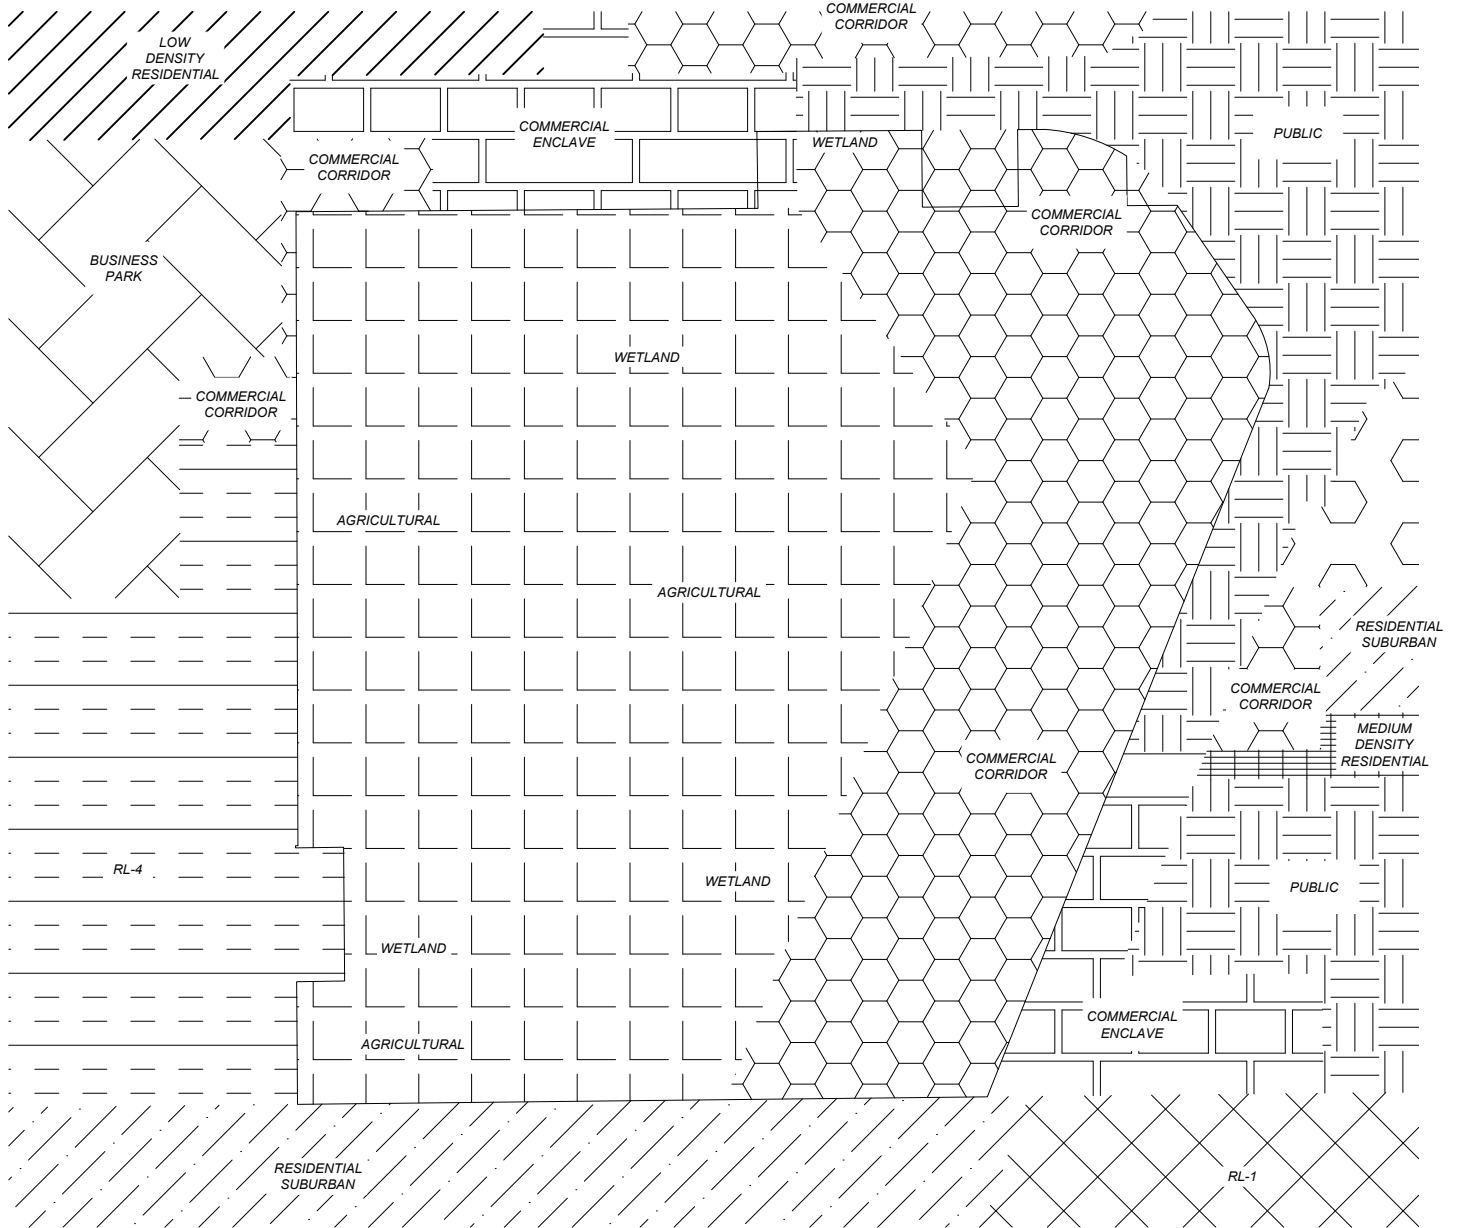 COMMERCIAL
CORRIDOR
LOW
DENSITY
RESIDENTIAL
COMMERCIAL
ENCLAVE
PUBLIC
WETLAND
COMMERCIAL
CORRIDOR
COMMERCIAL
CORRIDOR
BUSINESS
PARK
WETLAND
COMMERCIAL
CORRIDOR
AGRICULTURAL
AGRICULTURAL
RESIDENTIAL
SUBURBAN
COMMERCIAL
CORRIDOR
MEDIUM
DENSITY
RESIDENTIAL
COMMERCIAL
CORRIDOR
RL-4
WETLAND
PUBLIC
WETLAND
COMMERCIAL
ENCLAVE
AGRICULTURAL
RESIDENTIAL
SUBURBAN
RL-1